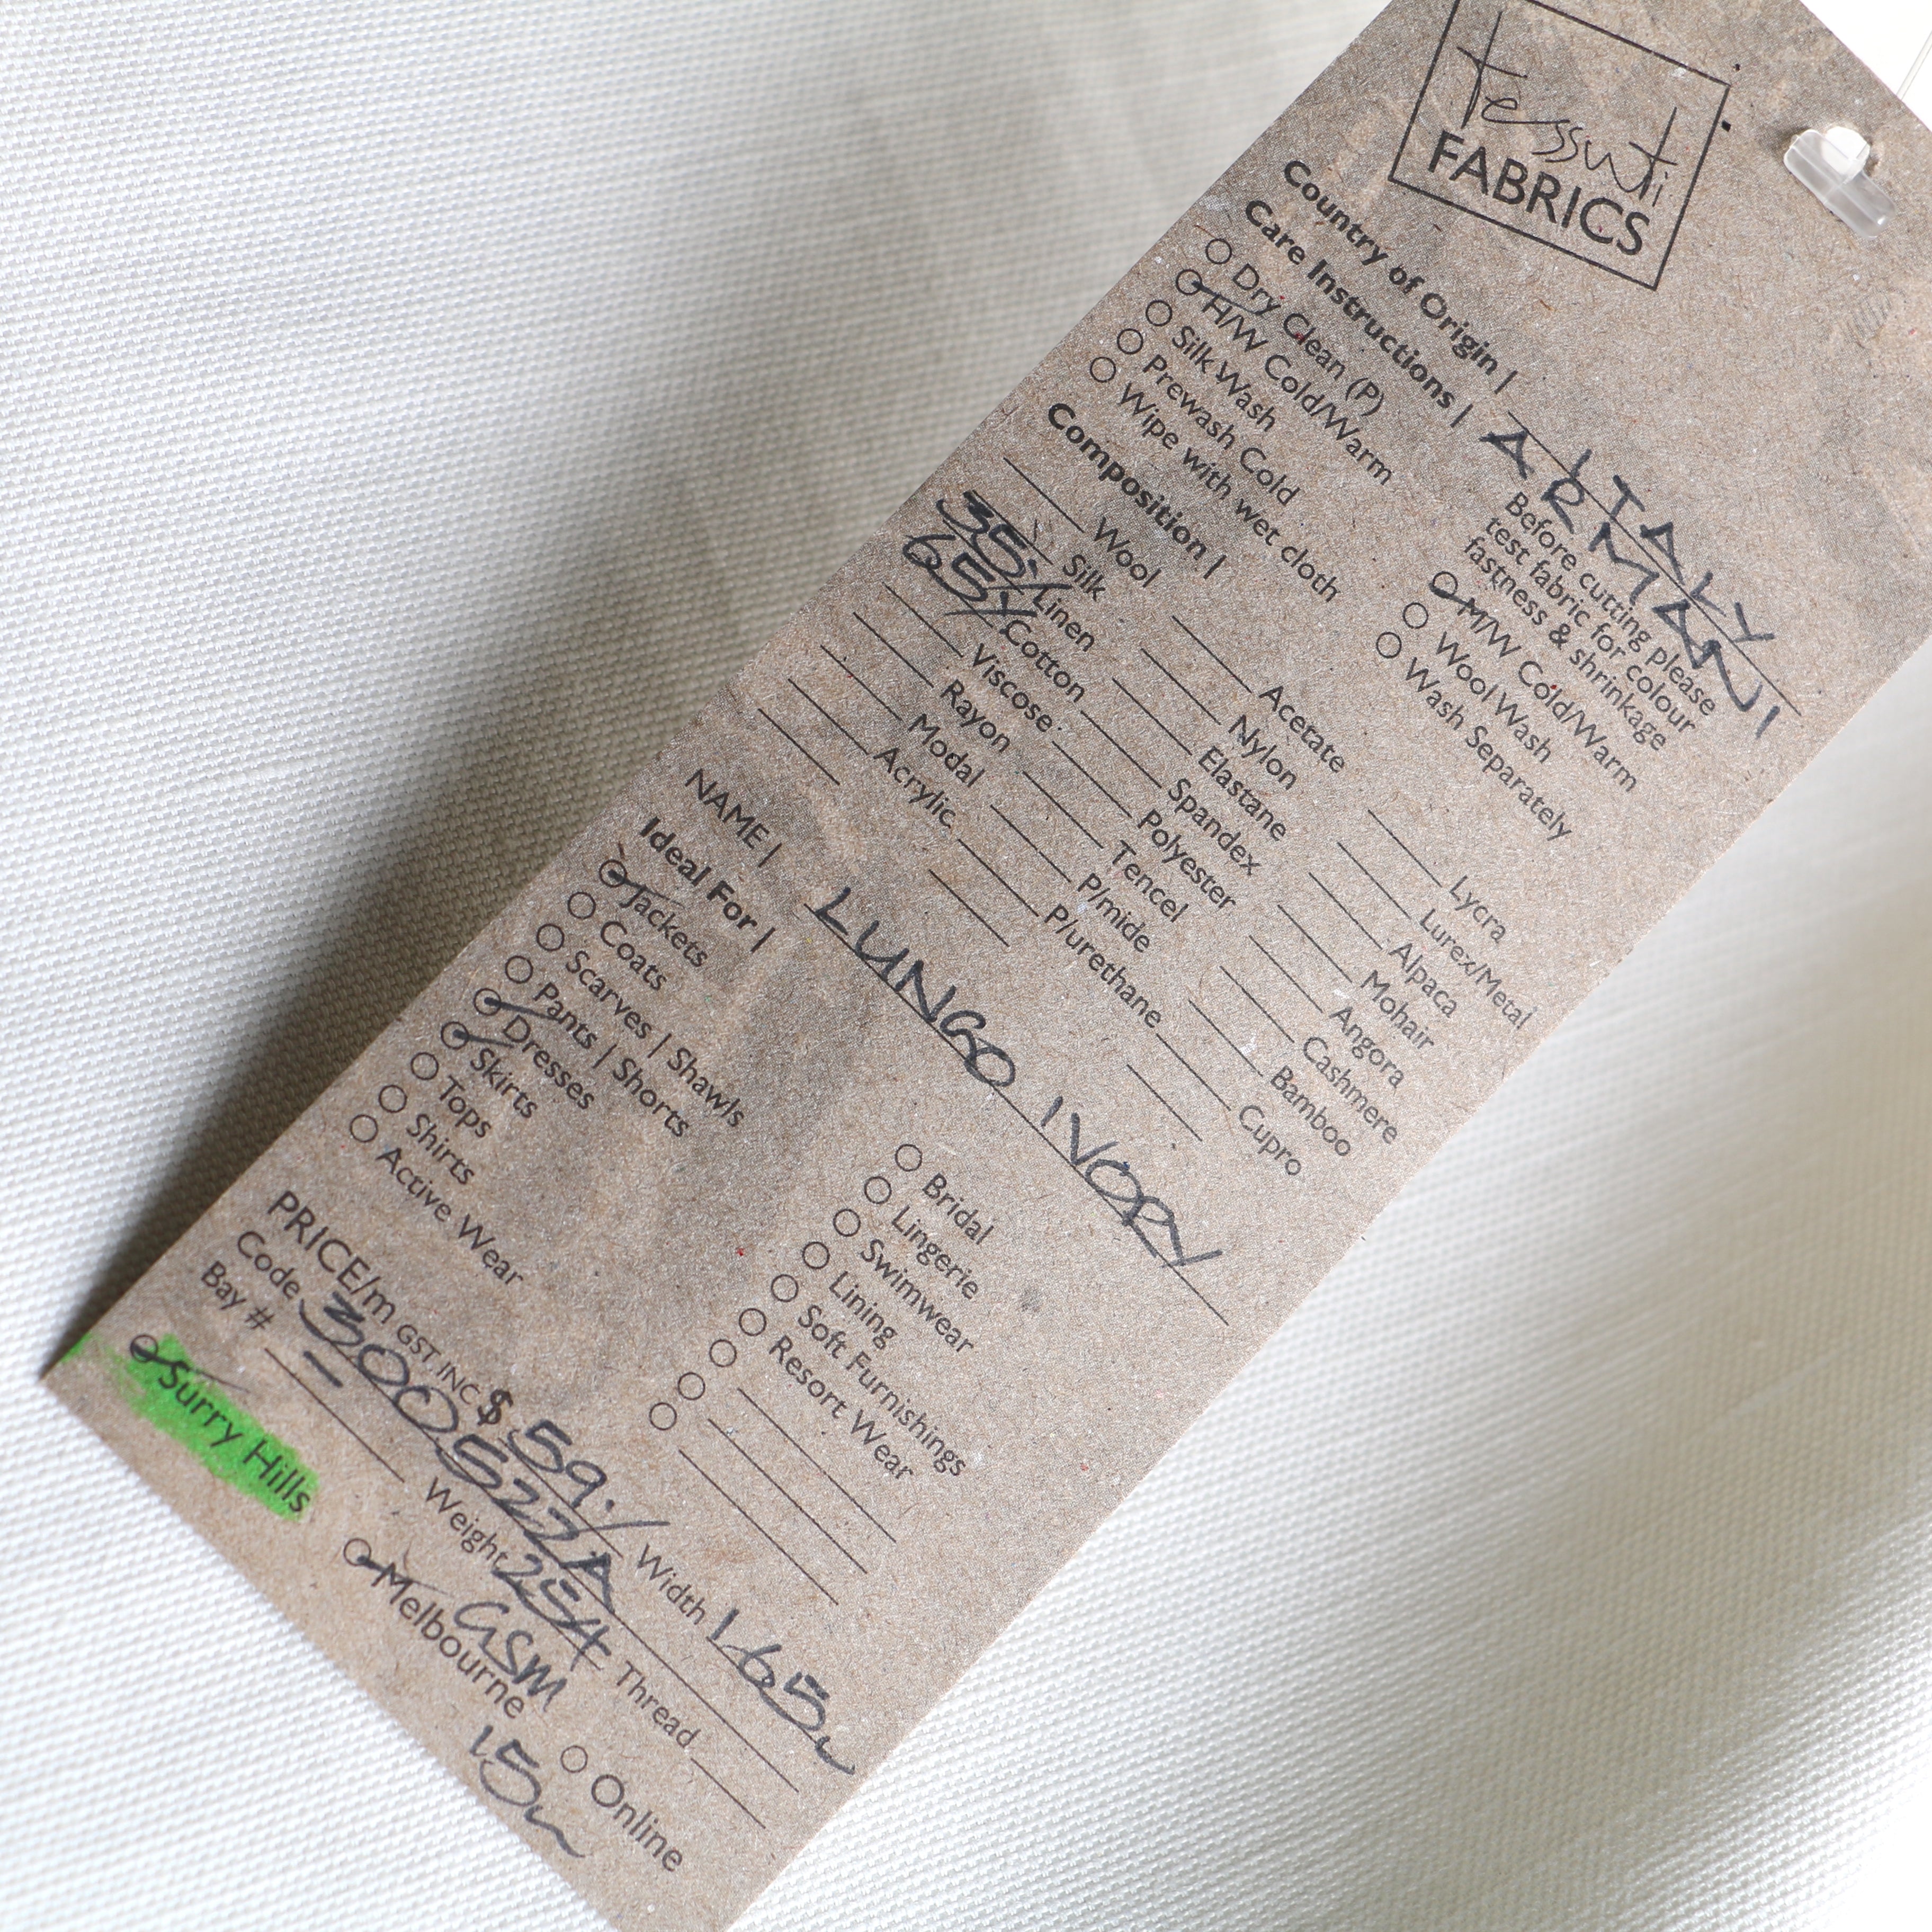 tessuti
FABRICS
Country of Origin | ITALY
Care Instructions | ARMANI
Dry Clean (P)
H/W Cold/Warm
Silk Wash
Prewash Cold
Wipe with wet cloth
Before cutting please
test fabric for colour
fastness & shrinkage
M/W Cold/Warm
Wool Wash
Wash Separately
Composition |
Wool
Silk
35% Linen
65% Cotton
Viscose
Rayon
Modal
Acrylic
Acetate
Nylon
Elastane
Spandex
Polyester
Tencel
P/mide
P/urethane
Lycra
Lurex/Metal
Alpaca
Mohair
Angora
Cashmere
Bamboo
Cupro
NAME | LUNGO IVORY
Ideal For |
Jackets
Coats
Scarves | Shawls
Pants | Shorts
Dresses
Skirts
Tops
Shirts
Active Wear
Bridal
Lingerie
Swimwear
Lining
Soft Furnishings
Resort Wear
PRICE/m GST INC $ 59.- Width 165
Code 300522A
Bay # - Weight 254 GSM Thread
Surry Hills Melbourne Online